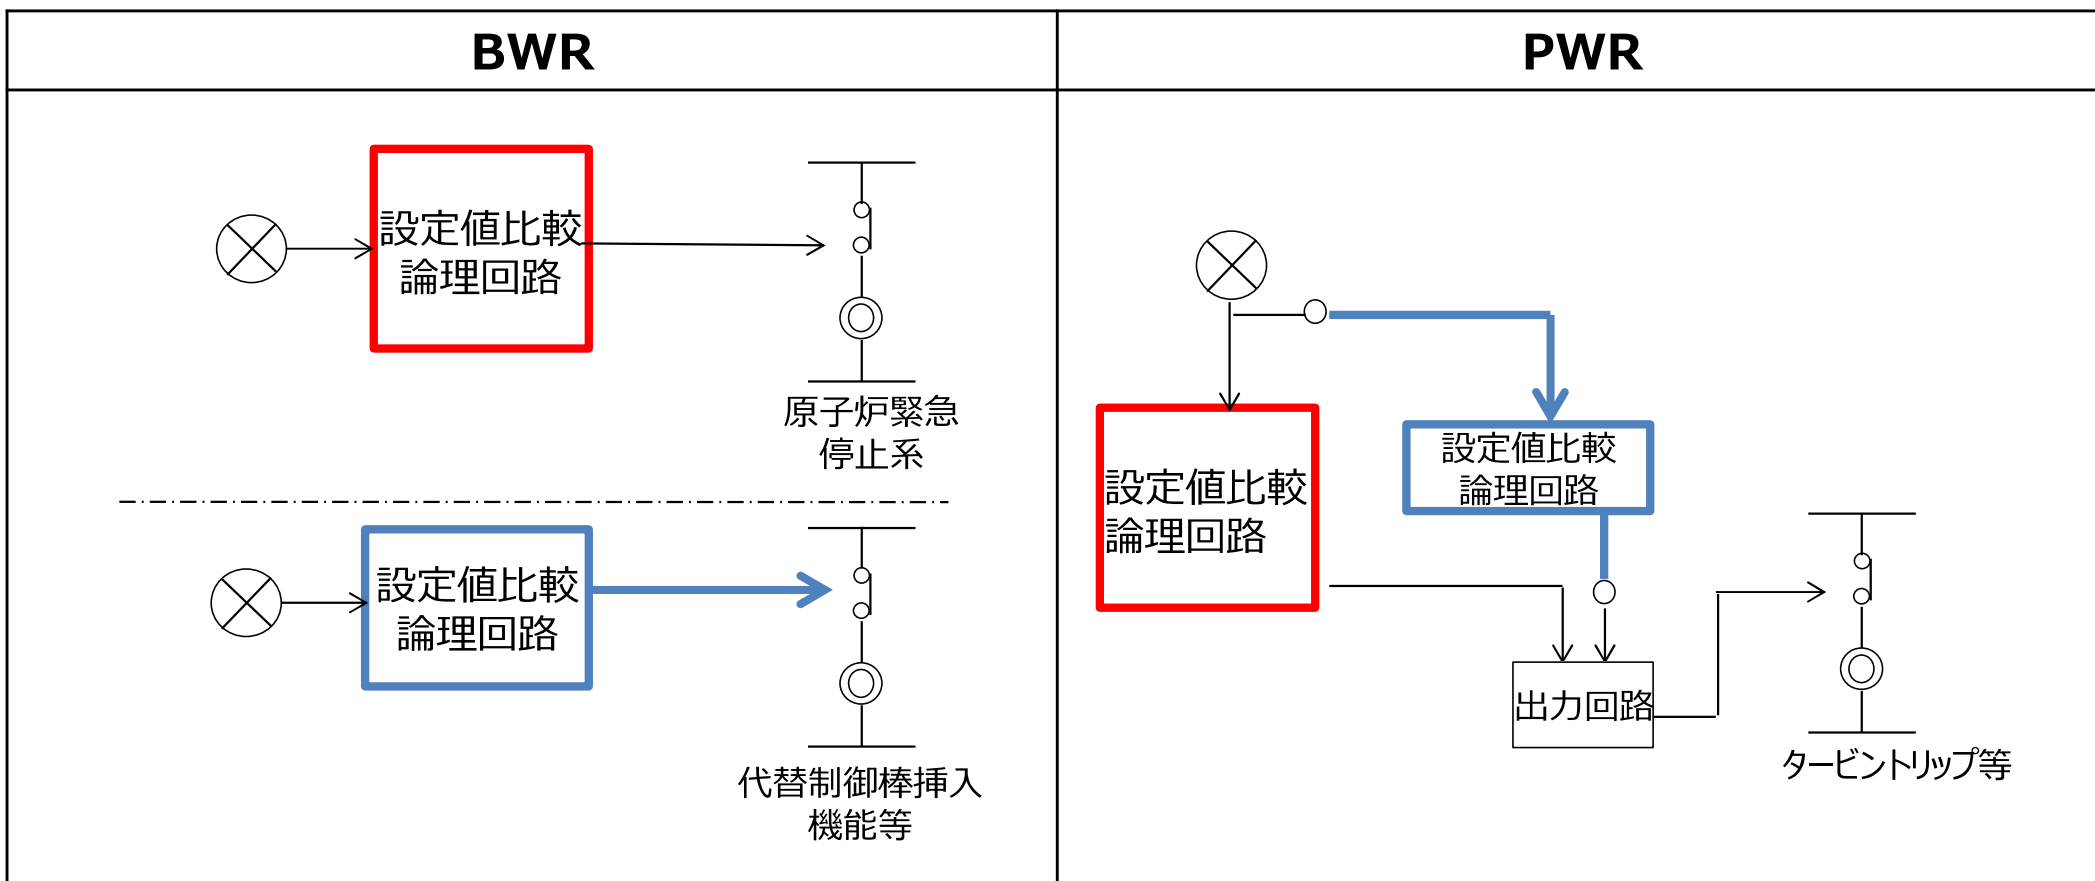 BWR
PWR
設定値比較
論理回路
原子炉緊急
停止系
設定値比較
論理回路
代替制御棒挿入
機能等
設定値比較
論理回路
設定値比較
論理回路
出力回路
タービントリップ等